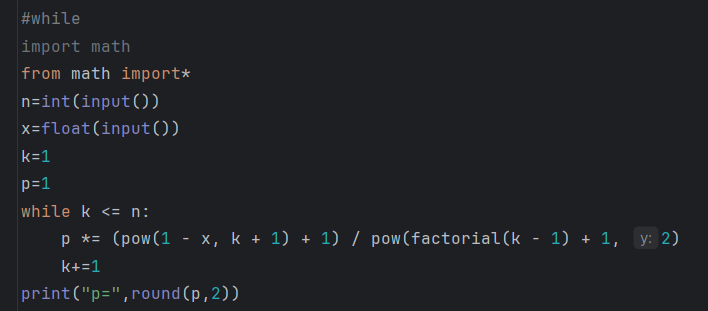 #while
import math
from math import*
n=int(input())
x=float(input())
k=1
p=1
while k <= n:
    p *= (pow(1 - x, k + 1) + 1) / pow(factorial(k - 1) + 1, y: 2)
    k+=1
print("p=",round(p,2))